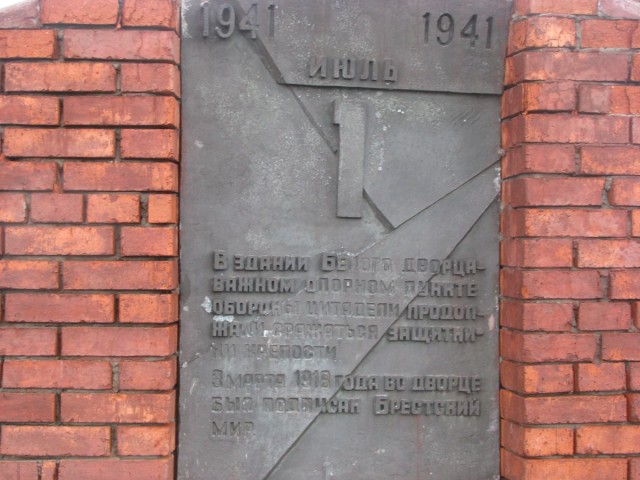 1941 1941
ИЮЛЬ
1
В ЗДАНИИ БЕЛОГО ДВОРЦА-
ВАЖНОМ ОПОРНОМ ПУНКТЕ
ОБОРОНЫ ЦИТАДЕЛИ ПРОДОЛ-
ЖАЛИ СРАЖАТЬСЯ ЗАЩИТНИ-
КИ КРЕПОСТИ.
3 МАРТА 1918 ГОДА ВО ДВОРЦЕ
БЫЛ ПОДПИСАН БРЕСТСКИЙ
МИР